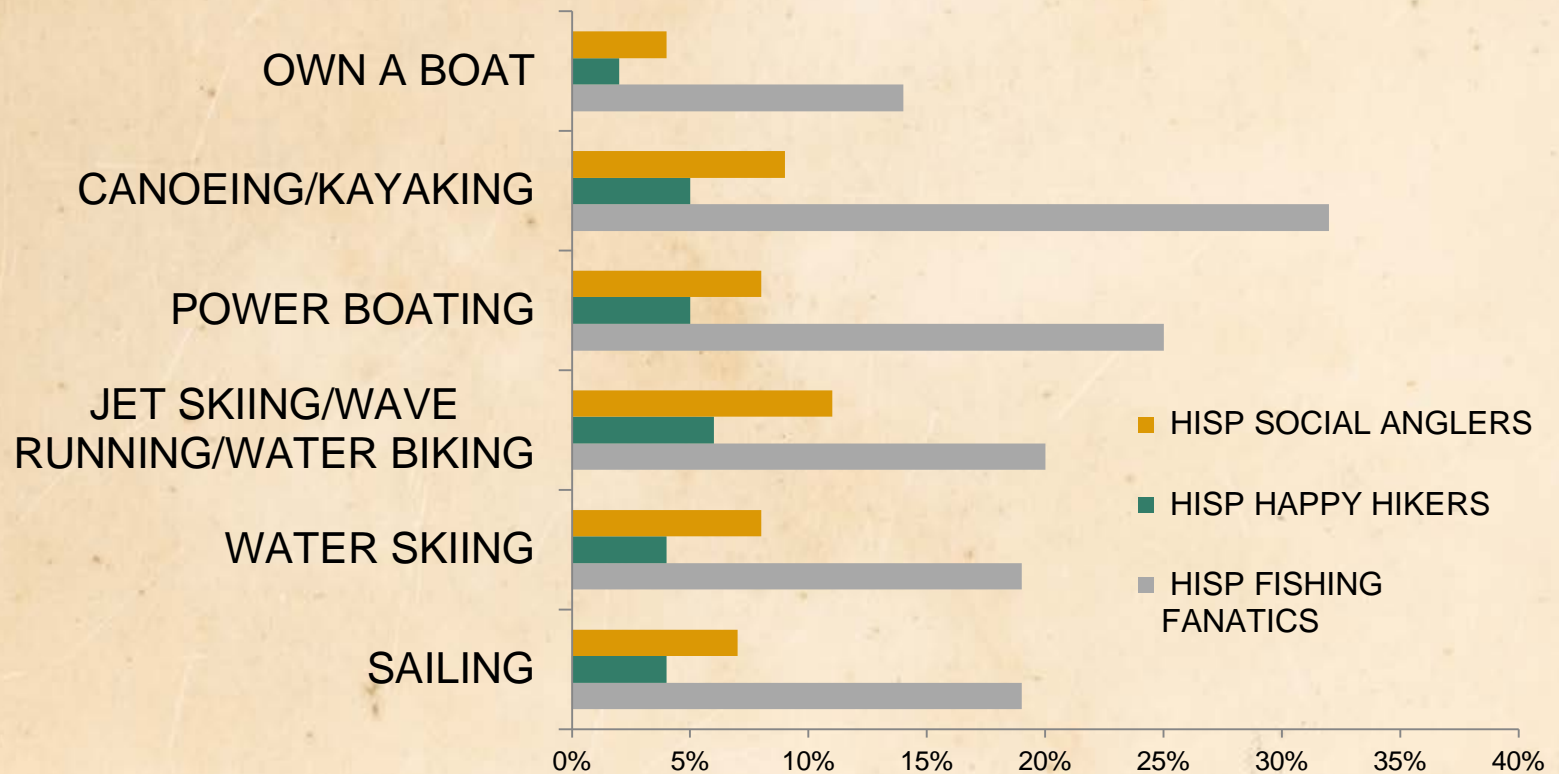 OWN A BOAT
CANOEING/KAYAKING
POWER BOATING
JET SKIING/WAVE
RUNNING/WATER BIKING
WATER SKIING
SAILING
HISP SOCIAL ANGLERS
HISP HAPPY HIKERS
HISP FISHING
FANATICS
0% 5% 10% 15% 20% 25% 30% 35% 40%